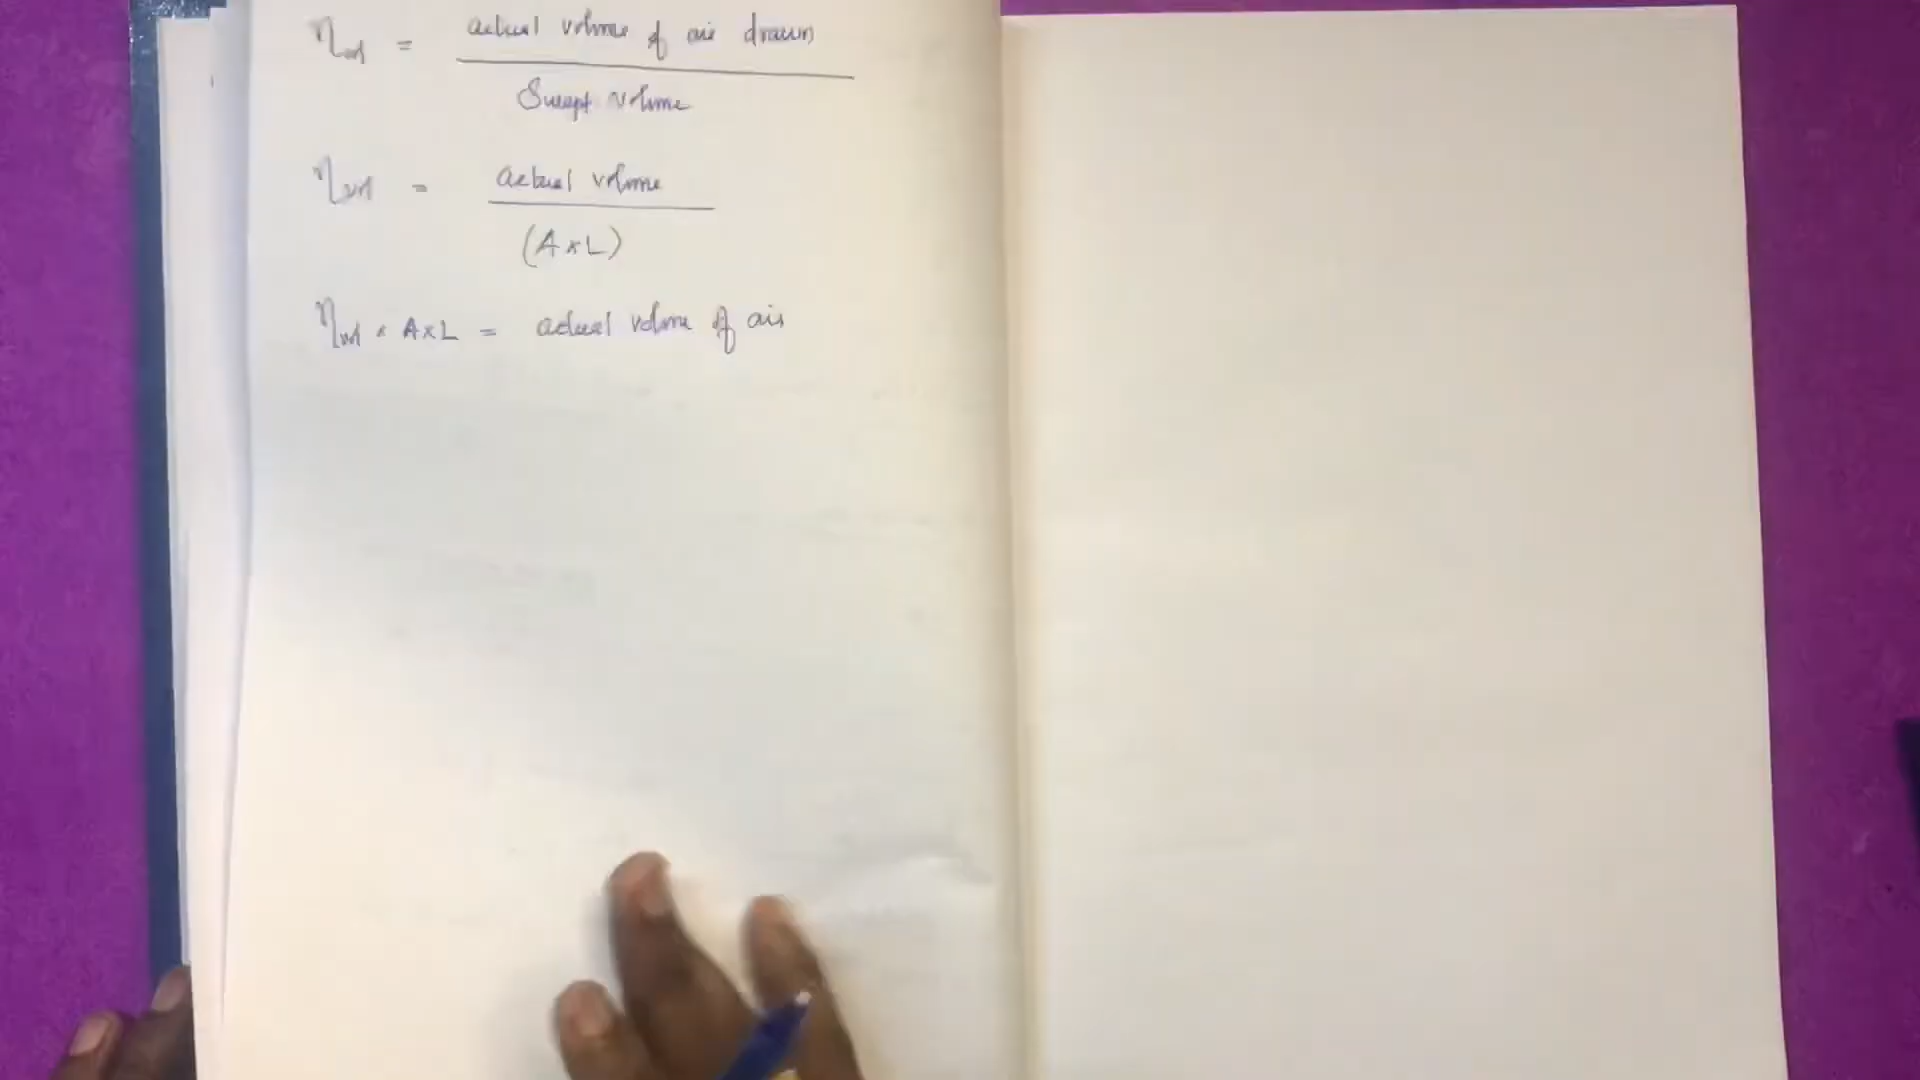 ηvol = actual volume of air drawn
Swept volume
ηvol = actual volume
(A×L)
ηvol × A×L = actual volume of air